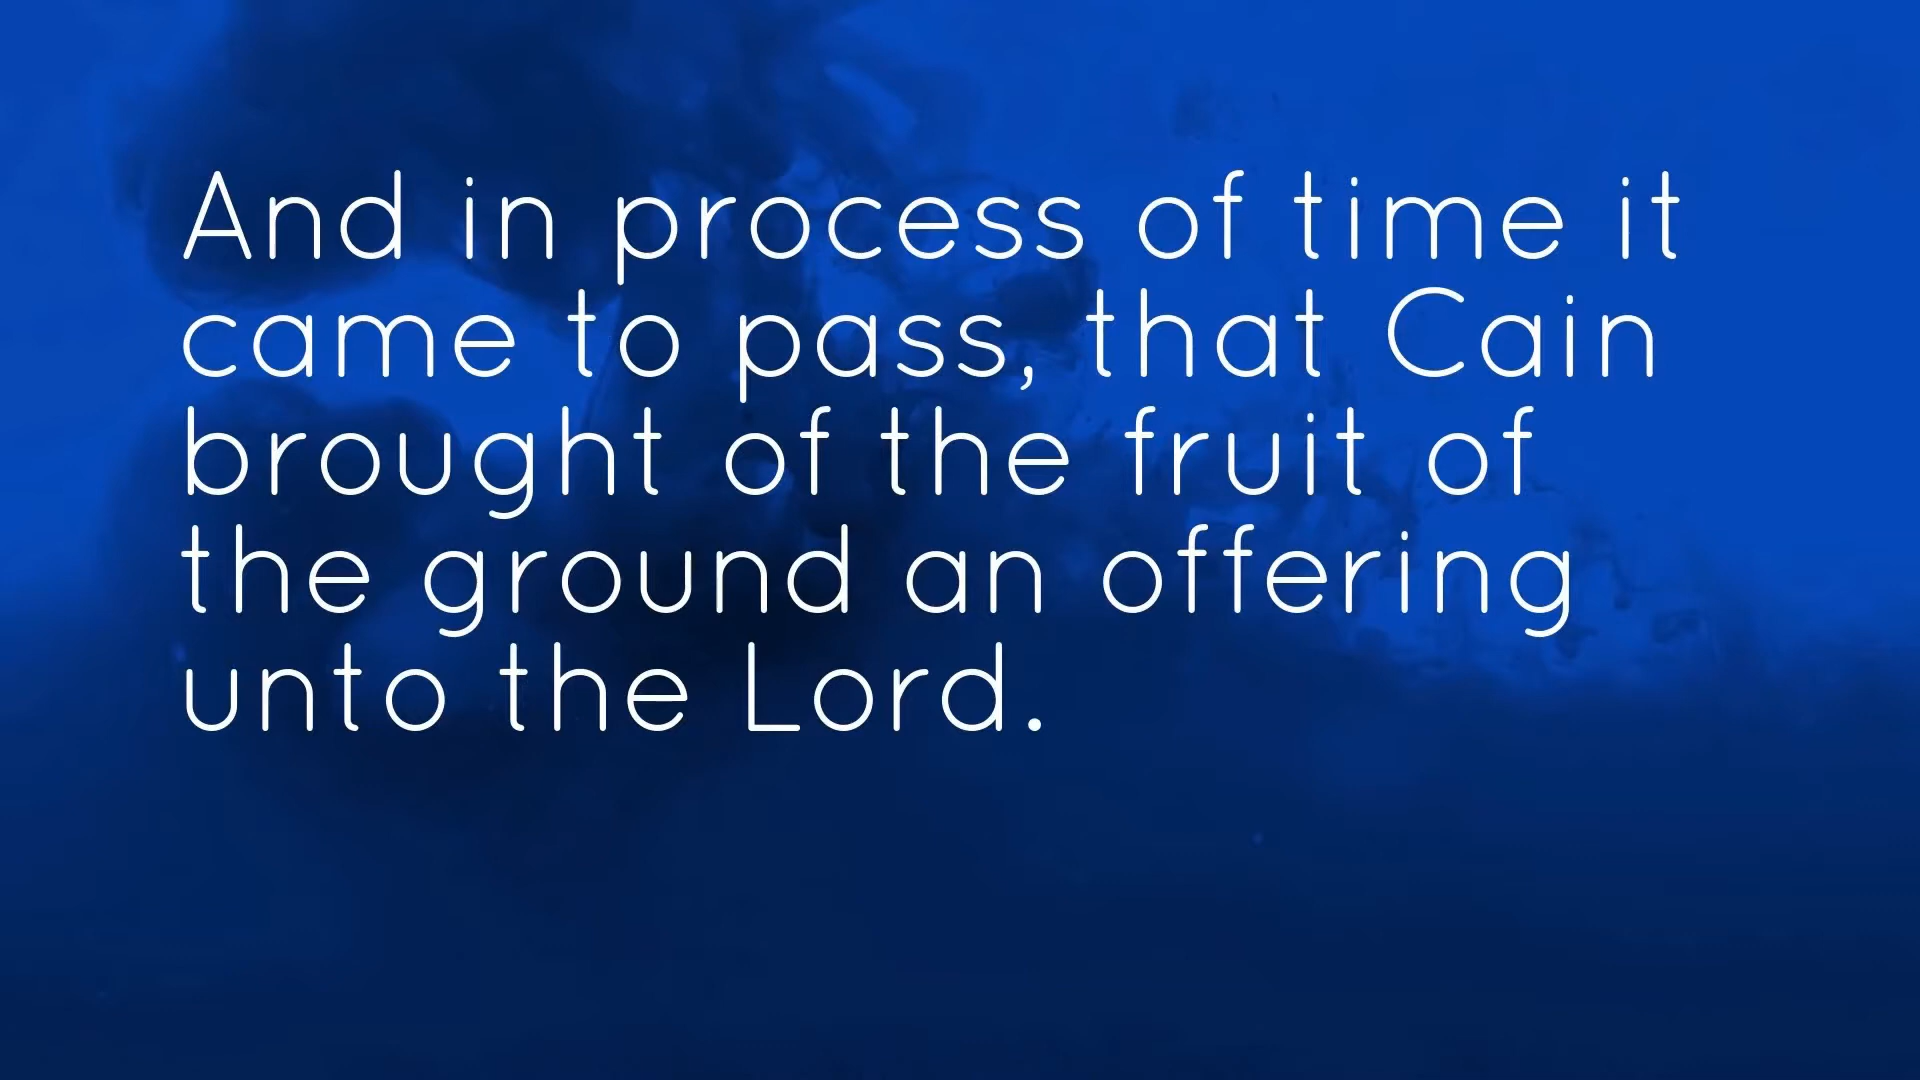 And in process of time it
came to pass, that Cain
brought of the fruit of
the ground an offering
unto the Lord.